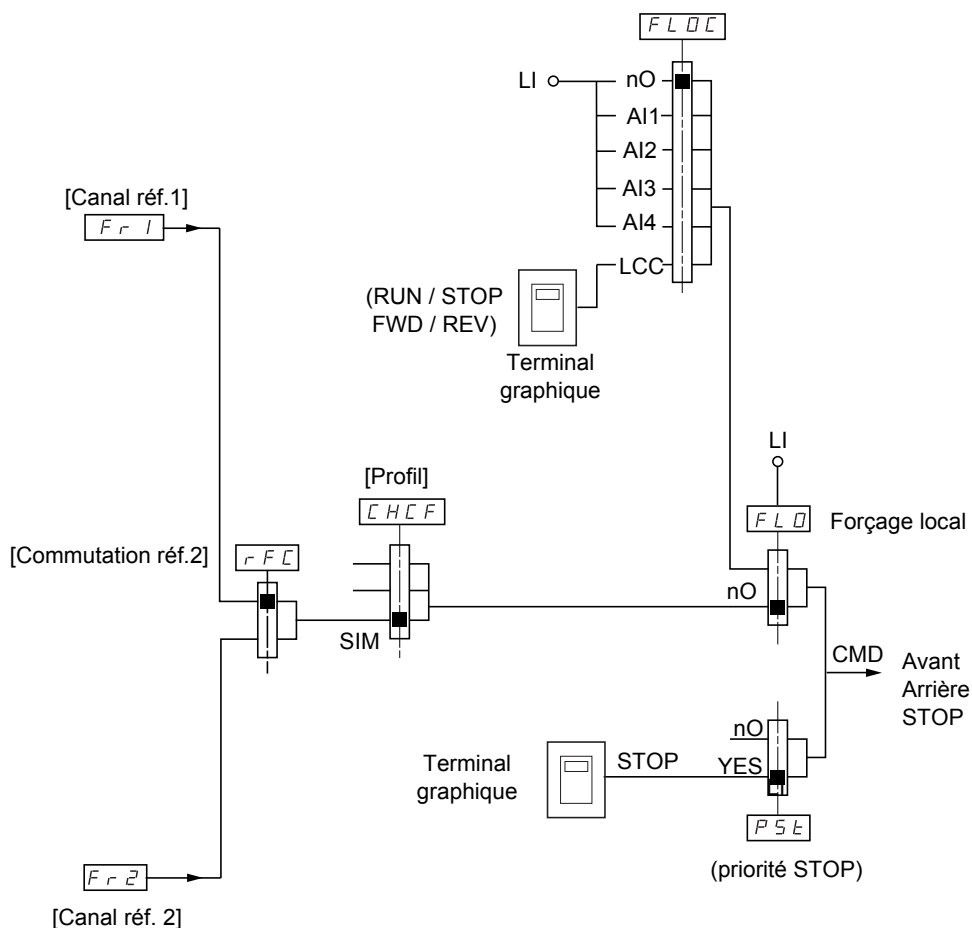 FLOC
LI
nO
AI1
AI2
AI3
AI4
LCC
[Canal réf.1]
Fr1
(RUN / STOP
FWD / REV)
Terminal
graphique
LI
[Profil]
CHCF
FLO
Forçage local
[Commutation réf.2]
rFC
nO
SIM
CMD
Avant
Arrière
STOP
nO
Terminal
graphique
STOP
YES
PSt
(priorité STOP)
Fr2
[Canal réf. 2]